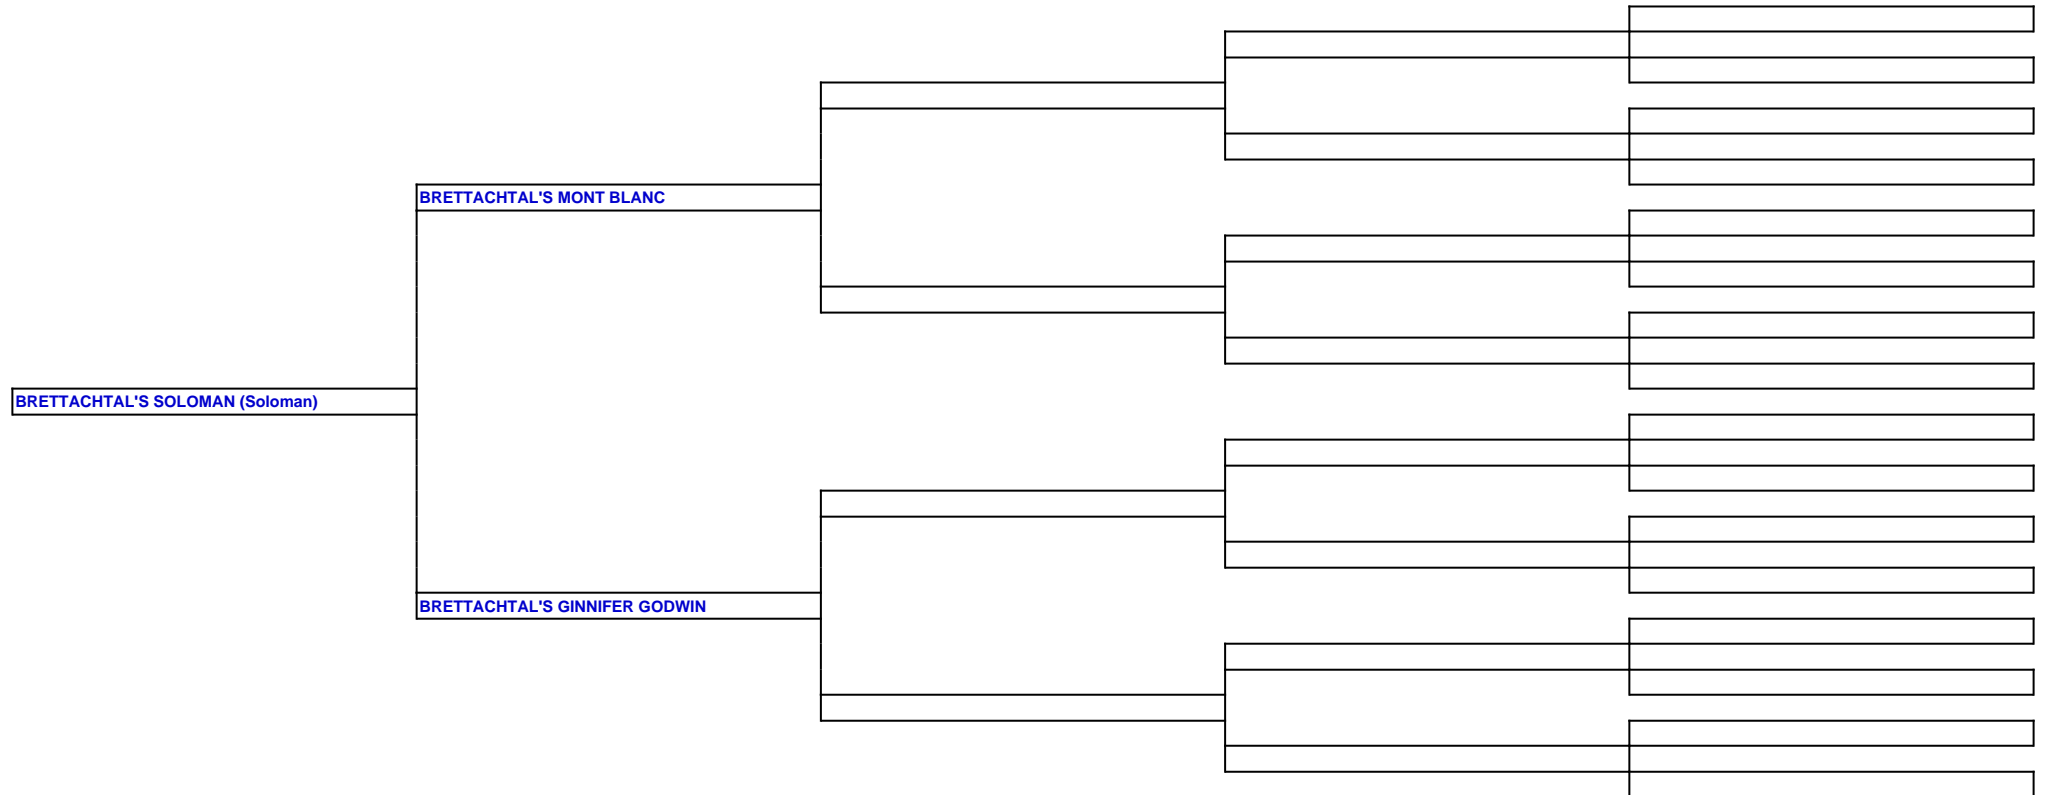 BRETTACHTAL'S MONT BLANC
BRETTACHTAL'S SOLOMAN (Soloman)
BRETTACHTAL'S GINNIFER GODWIN